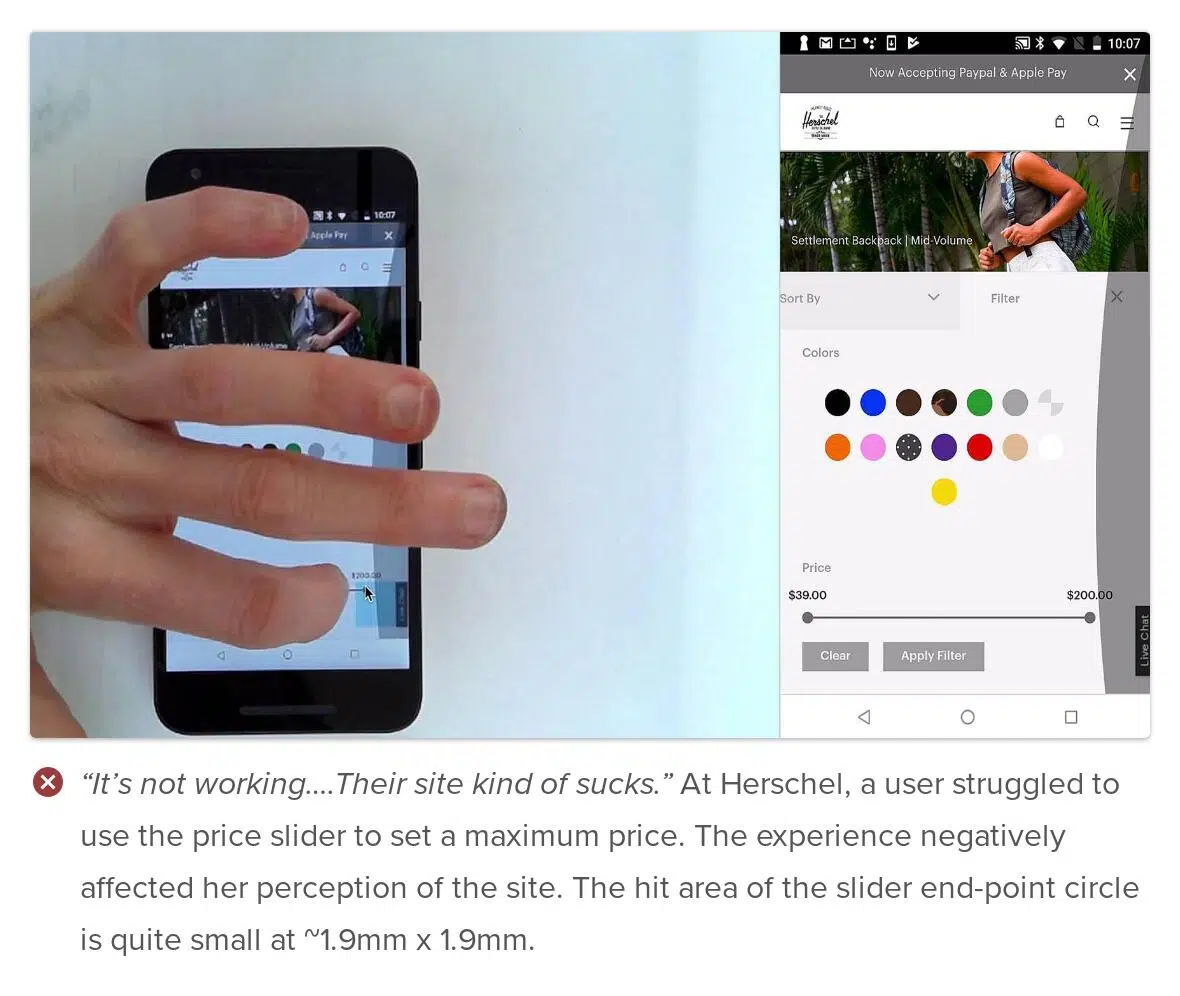 10:07
Apple Pay
$200.00
Live Chat
10:07
Now Accepting Paypal & Apple Pay
Herschel
Settlement Backpack | Mid-Volume
Sort By
Filter
Colors
Price
$39.00
$200.00
Clear
Apply Filter
Live Chat
“It’s not working....Their site kind of sucks.” At Herschel, a user struggled to
use the price slider to set a maximum price. The experience negatively
affected her perception of the site. The hit area of the slider end-point circle
is quite small at ~1.9mm x 1.9mm.